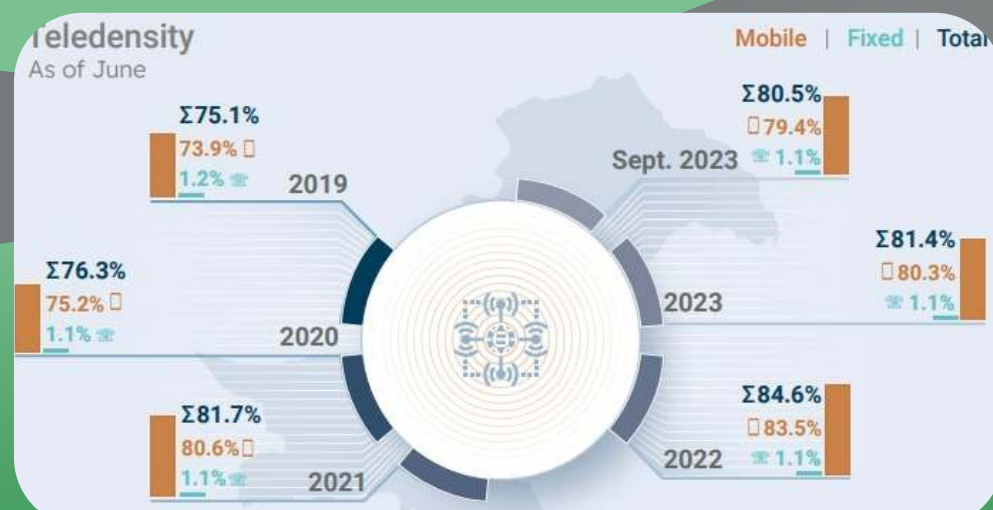 Teledensity
As of June
Mobile | Fixed | Total
Σ75.1%
73.9%
1.2%
2019
Σ76.3%
75.2%
1.1%
2020
Σ81.7%
80.6%
1.1%
2021
Σ80.5%
79.4%
1.1%
Sept. 2023
Σ81.4%
80.3%
1.1%
2023
Σ84.6%
83.5%
1.1%
2022